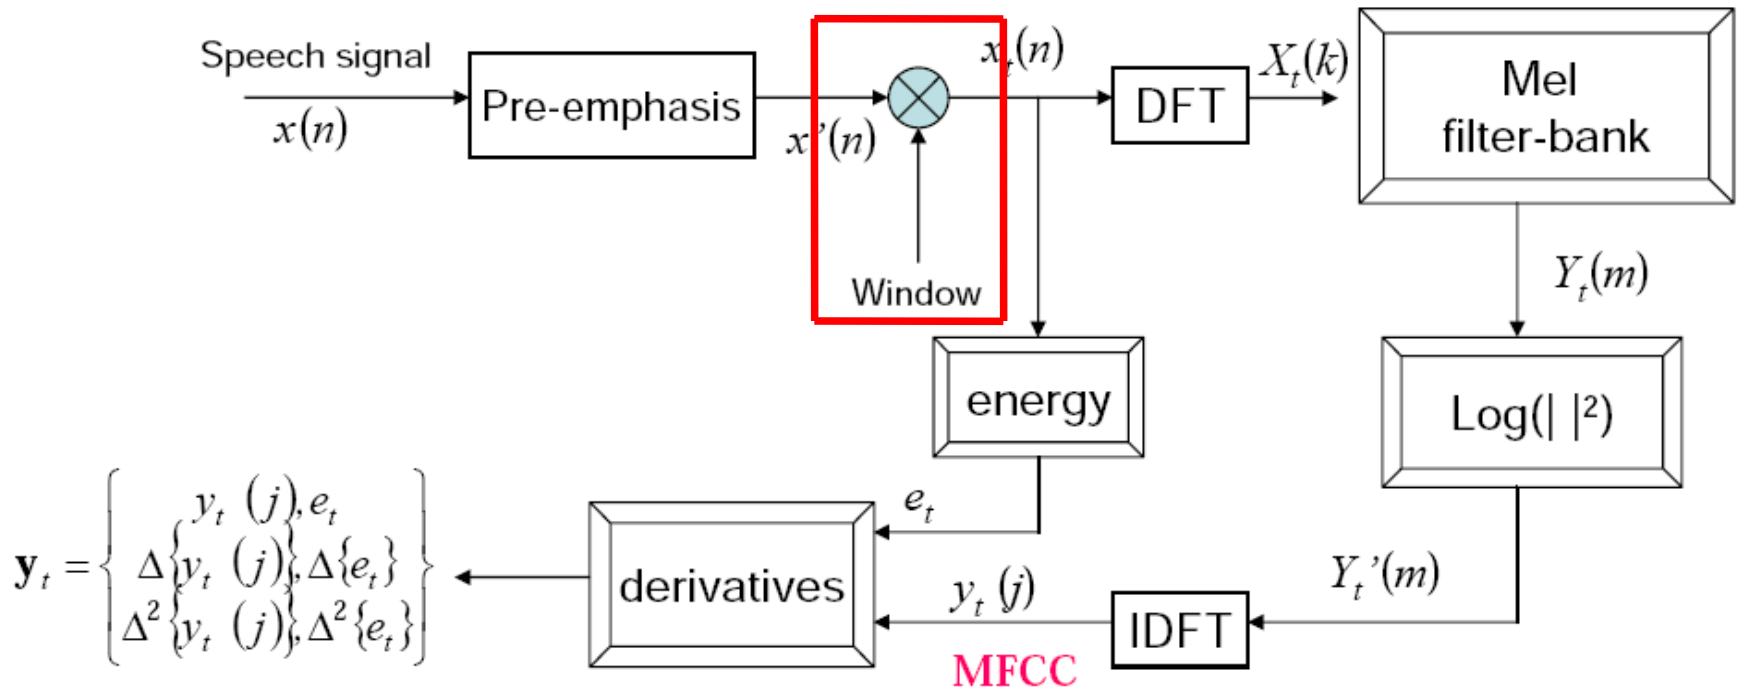 Speech signal
x(n)
Pre-emphasis
x'(n)
Window
x_t(n)
DFT
X_t(k)
Mel
filter-bank
Y_t(m)
Log(| |²)
Y_t'(m)
IDFT
y_t (j)
MFCC
energy
e_t
derivatives
y_t = { y_t (j), e_t
Δ{y_t (j)}, Δ{e_t}
Δ²{y_t (j)}, Δ²{e_t} }